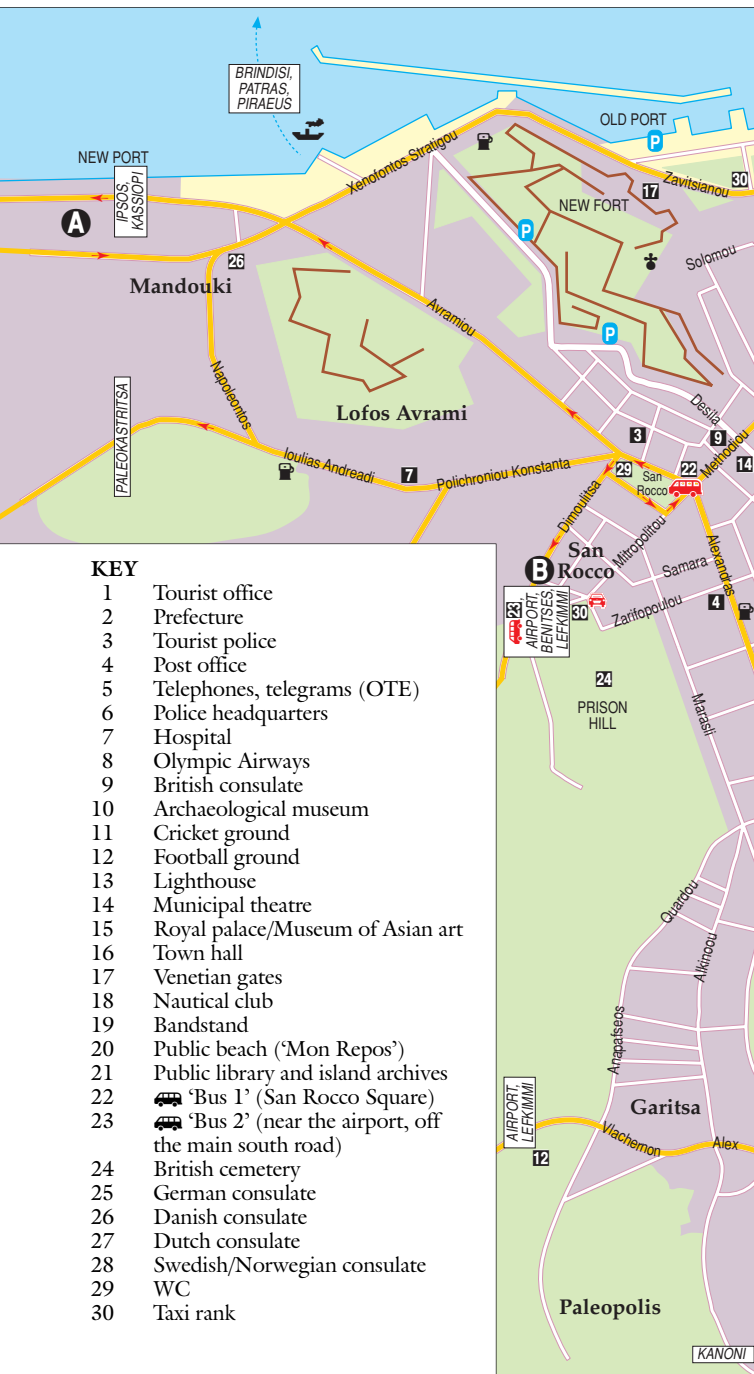 BRINDISI,
PATRAS,
PIRAEUS
OLD PORT
P
NEW PORT
Xenofontos Stratigou
Zavitsianou
30
17
IPSOS,
KASSIOPI
A
NEW FORT
P
Solomou
26
Mandouki
Avramiou
P
Napoleontos
PALEOKASTRITSA
Lofos Avrami
Desila
3
9
Methodiou
Ioulias Andreadi
7
Polichroniou Konstanta
29
San
Rocco
22
14
Dimoulitsa
Mitropolitou
San
Rocco
B
Samara
Alexandras
23
AIRPORT,
BENITSES,
LEFKIMMI
30
Zarifopoulou
4
24
PRISON
HILL
Marasli
KEY
1 Tourist office
2 Prefecture
3 Tourist police
4 Post office
5 Telephones, telegrams (OTE)
6 Police headquarters
7 Hospital
8 Olympic Airways
9 British consulate
10 Archaeological museum
11 Cricket ground
12 Football ground
13 Lighthouse
14 Municipal theatre
15 Royal palace/Museum of Asian art
16 Town hall
17 Venetian gates
18 Nautical club
19 Bandstand
20 Public beach (‘Mon Repos’)
21 Public library and island archives
22 ‘Bus 1’ (San Rocco Square)
23 ‘Bus 2’ (near the airport, off
the main south road)
24 British cemetery
25 German consulate
26 Danish consulate
27 Dutch consulate
28 Swedish/Norwegian consulate
29 WC
30 Taxi rank
Quardou
Alkinoou
Anapafseos
Garitsa
AIRPORT,
LEFKIMMI
Vlachernon
Alex
12
Paleopolis
KANONI